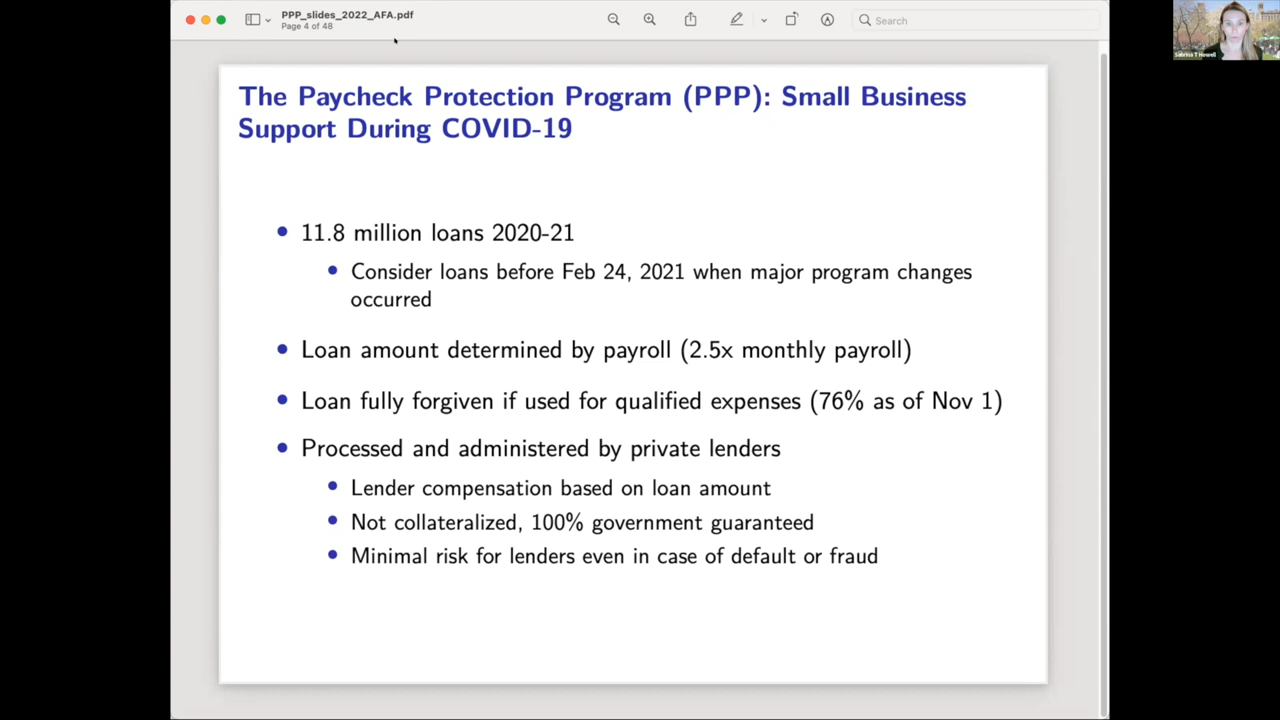 PPP_slides_2022_AFA.pdf
Page 4 of 48
Search
Sabrina T Howell
The Paycheck Protection Program (PPP): Small Business
Support During COVID-19
11.8 million loans 2020-21
Consider loans before Feb 24, 2021 when major program changes
occurred
Loan amount determined by payroll (2.5x monthly payroll)
Loan fully forgiven if used for qualified expenses (76% as of Nov 1)
Processed and administered by private lenders
Lender compensation based on loan amount
Not collateralized, 100% government guaranteed
Minimal risk for lenders even in case of default or fraud